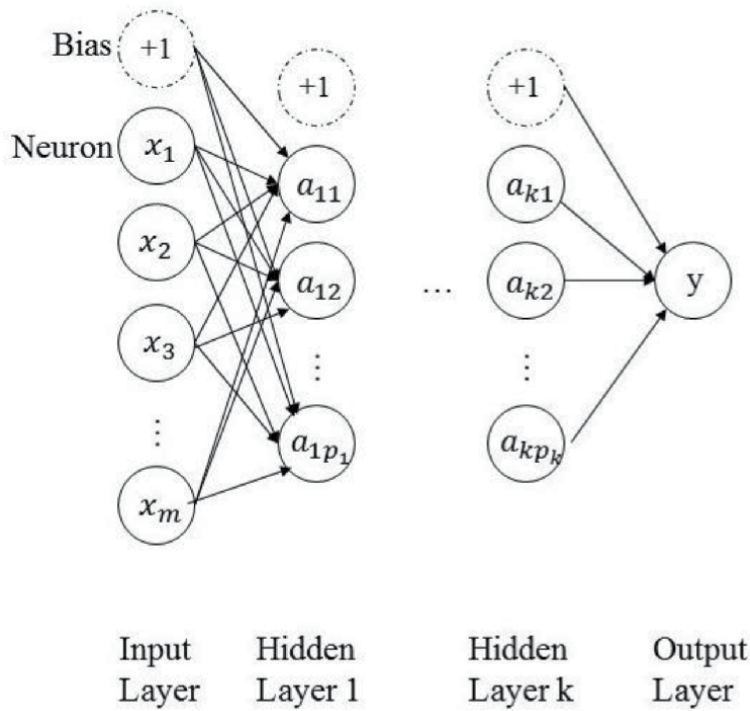 Bias +1
+1
+1
Neuron x₁
a₁₁
aₖ₁
x₂
a₁₂
...
aₖ₂
y
x₃
⋮
⋮
a₁ₚ₁
aₖₚₖ
⋮
xₘ
Input Layer
Hidden Layer 1
Hidden Layer k
Output Layer